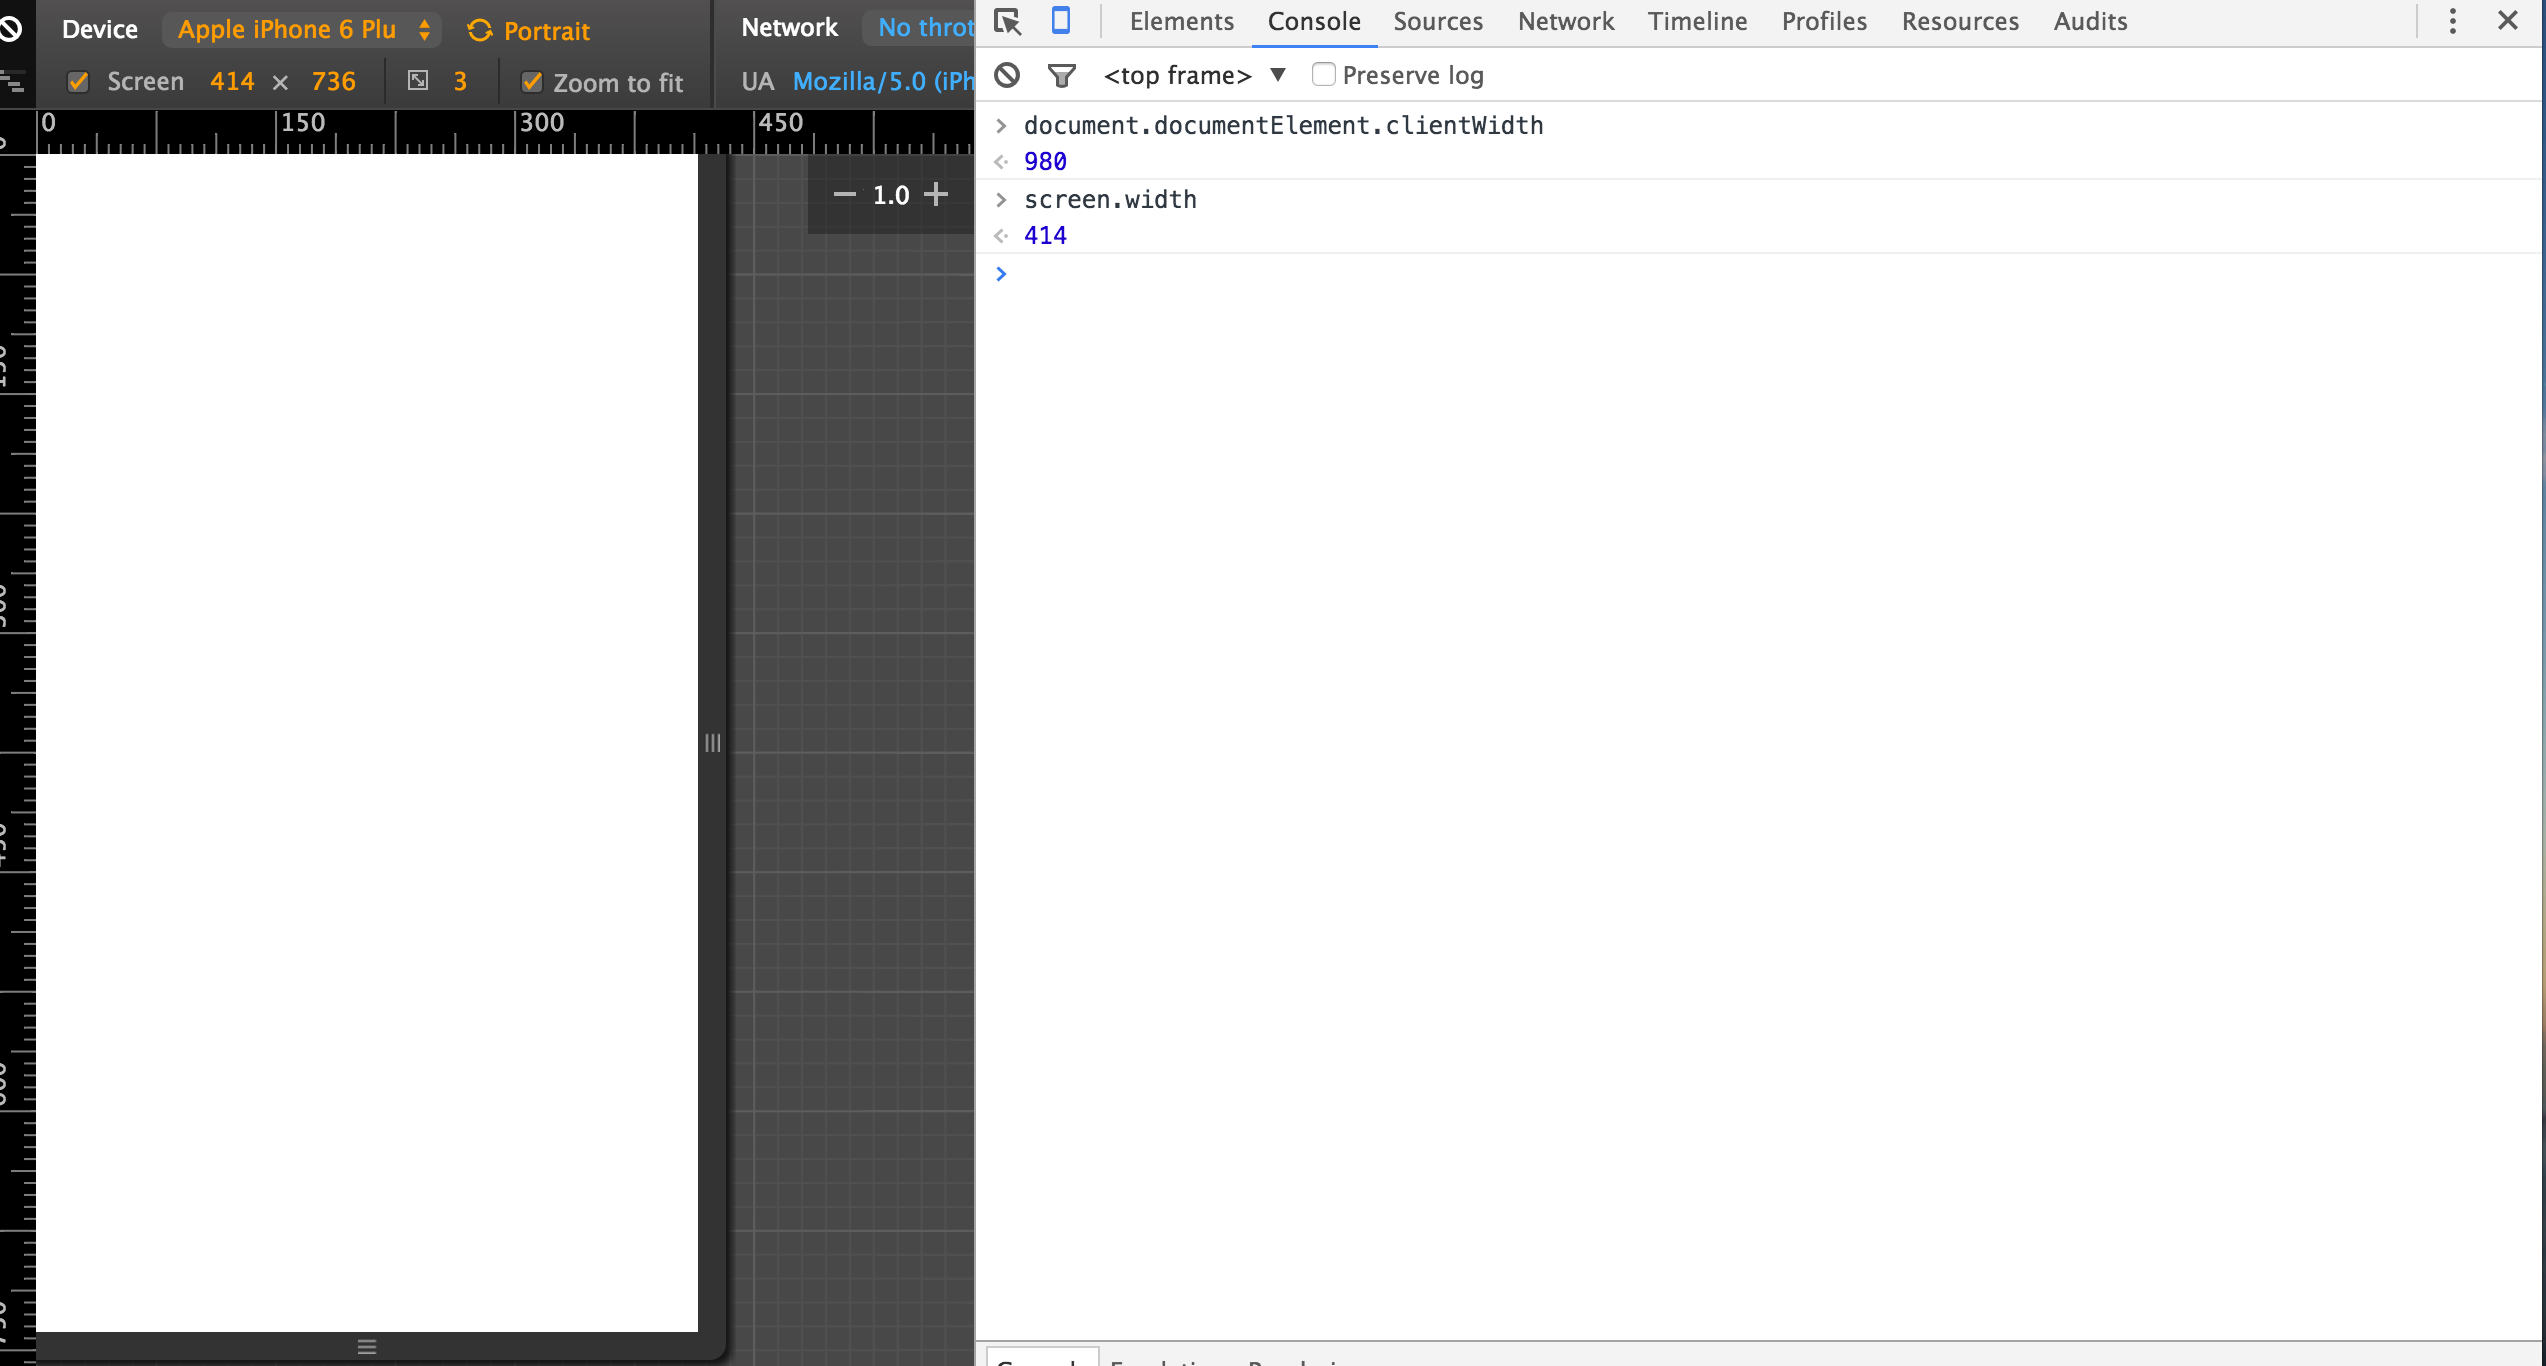 Device Apple iPhone 6 Plu Portrait Network No throt
Screen 414 × 736 3 Zoom to fit UA Mozilla/5.0 (iPh
0 150 300 450
1.0
Elements Console Sources Network Timeline Profiles Resources Audits
<top frame> ▼ Preserve log
> document.documentElement.clientWidth
980
> screen.width
414
>